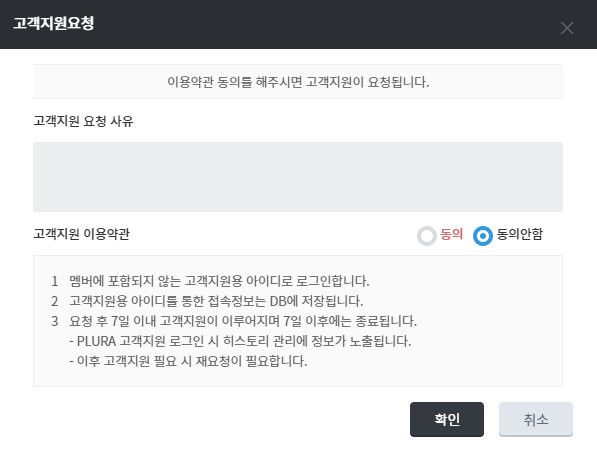 고객지원요청
이용약관 동의를 해주시면 고객지원이 요청됩니다.
고객지원 요청 사유
고객지원 이용약관 동의 동의안함
1 멤버에 포함되지 않는 고객지원용 아이디로 로그인합니다.
2 고객지원용 아이디를 통한 접속정보는 DB에 저장됩니다.
3 요청 후 7일 이내 고객지원이 이루어지며 7일 이후에는 종료됩니다.
- PLURA 고객지원 로그인 시 히스토리 관리에 정보가 노출됩니다.
- 이후 고객지원 필요 시 재요청이 필요합니다.
확인 취소